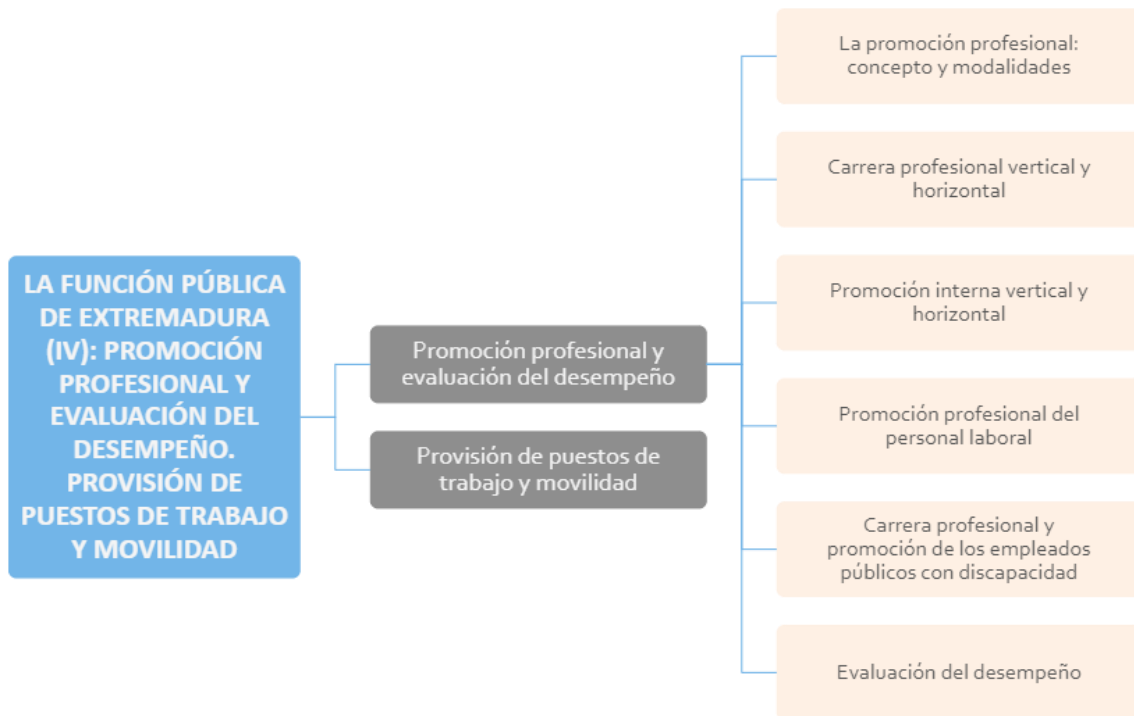 LA FUNCIÓN PÚBLICA
DE EXTREMADURA
(IV): PROMOCIÓN
PROFESIONAL Y
EVALUACIÓN DEL
DESEMPEÑO.
PROVISIÓN DE
PUESTOS DE TRABAJO
Y MOVILIDAD
Promoción profesional y
evaluación del desempeño
La promoción profesional:
concepto y modalidades
Carrera profesional vertical y
horizontal
Promoción interna vertical y
horizontal
Promoción profesional del
personal laboral
Carrera profesional y
promoción de los empleados
públicos con discapacidad
Evaluación del desempeño
Provisión de puestos de
trabajo y movilidad